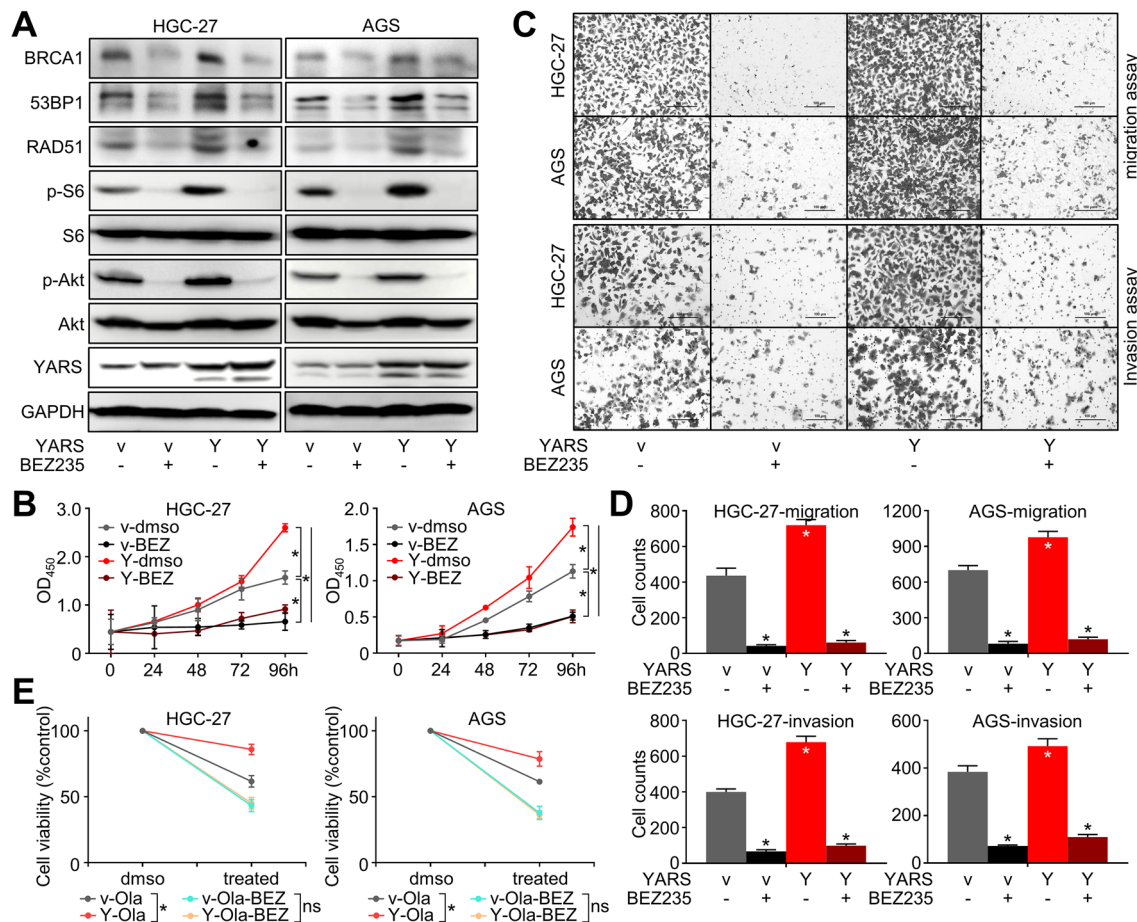 A
HGC-27 AGS
BRCA1
53BP1
RAD51
p-S6
S6
p-Akt
Akt
YARS
GAPDH
YARS v v Y Y v v Y Y
BEZ235 - + - + - + - +
C
HGC-27
AGS
migration assay
HGC-27
AGS
Invasion assay
YARS v v Y Y
BEZ235 - + - +
B
HGC-27
OD450
3.0
2.0
1.0
0.0
0 24 48 72 96h
v-dmso
v-BEZ
Y-dmso
Y-BEZ
* * *
AGS
OD450
2.0
1.5
1.0
0.5
0
0 24 48 72 96h
v-dmso
v-BEZ
Y-dmso
Y-BEZ
* * *
D
HGC-27-migration
Cell counts
800
600
400
200
0
* * *
YARS v v Y Y
BEZ235 - + - +
AGS-migration
1200
900
600
300
0
* * *
YARS v v Y Y
BEZ235 - + - +
HGC-27-invasion
Cell counts
800
600
400
200
0
* * *
YARS v v Y Y
BEZ235 - + - +
AGS-invasion
600
400
200
0
* * *
YARS v v Y Y
BEZ235 - + - +
E
HGC-27
Cell viability (%control)
100
50
0
dmso treated
v-Ola
Y-Ola
*
v-Ola-BEZ
Y-Ola-BEZ
ns
AGS
Cell viability (%control)
100
50
0
dmso treated
v-Ola
Y-Ola
*
v-Ola-BEZ
Y-Ola-BEZ
ns